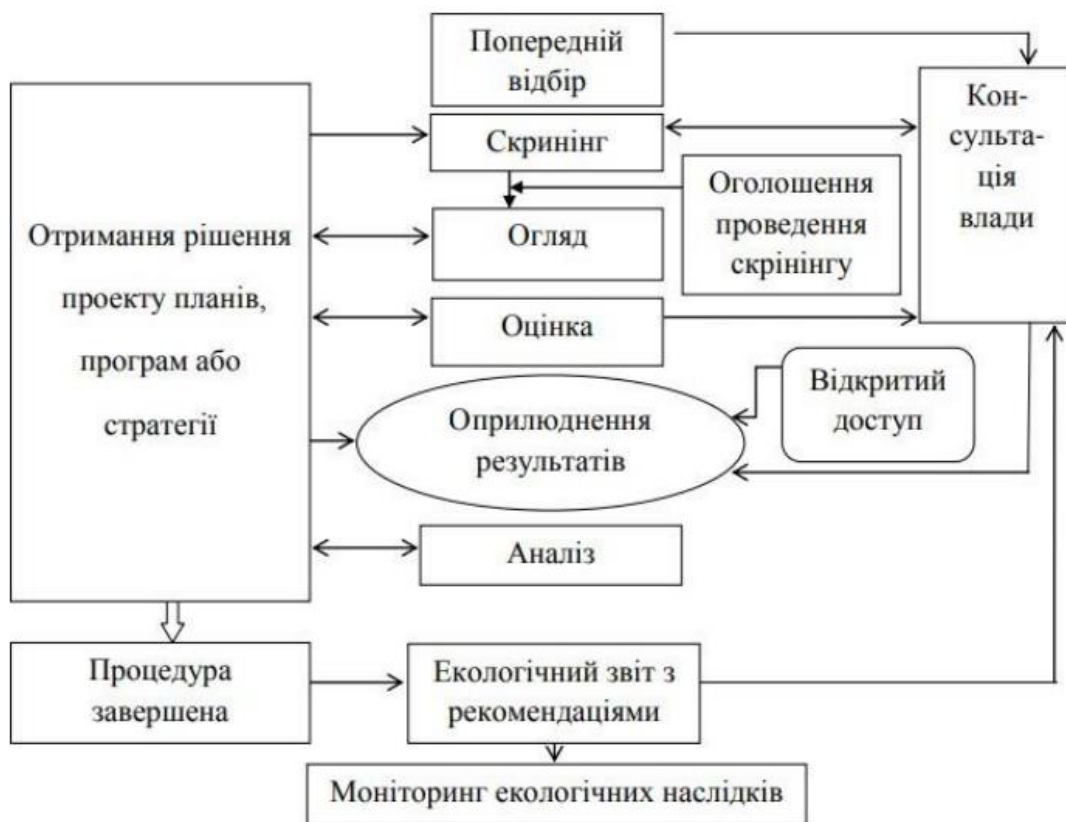 Попередній
відбір
Кон-
сульта-
ція
влади
Скринінг
Оголошення
проведення
скрінінгу
Отримання рішення
проекту планів,
програм або
стратегії
Огляд
Оцінка
Відкритий
доступ
Оприлюднення
результатів
Аналіз
Процедура
завершена
Екологічний звіт з
рекомендаціями
Моніторинг екологічних наслідків